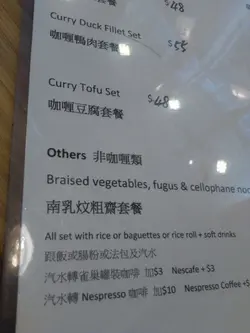 $48
Curry Duck Fillet Set $55
咖喱鴨肉套餐
Curry Tofu Set $48
咖喱豆腐套餐
Others 非咖喱類
Braised vegetables, fugus & cellophane noo
南乳炆粗齋套餐
All set with rice or baguettes or rice roll + soft drinks
跟飯或腸粉或法包及汽水
汽水轉雀巢罐裝咖啡 加$3 Nescafe + $3
汽水轉 Nespresso 咖啡 加$10 Nespresso Coffee +$